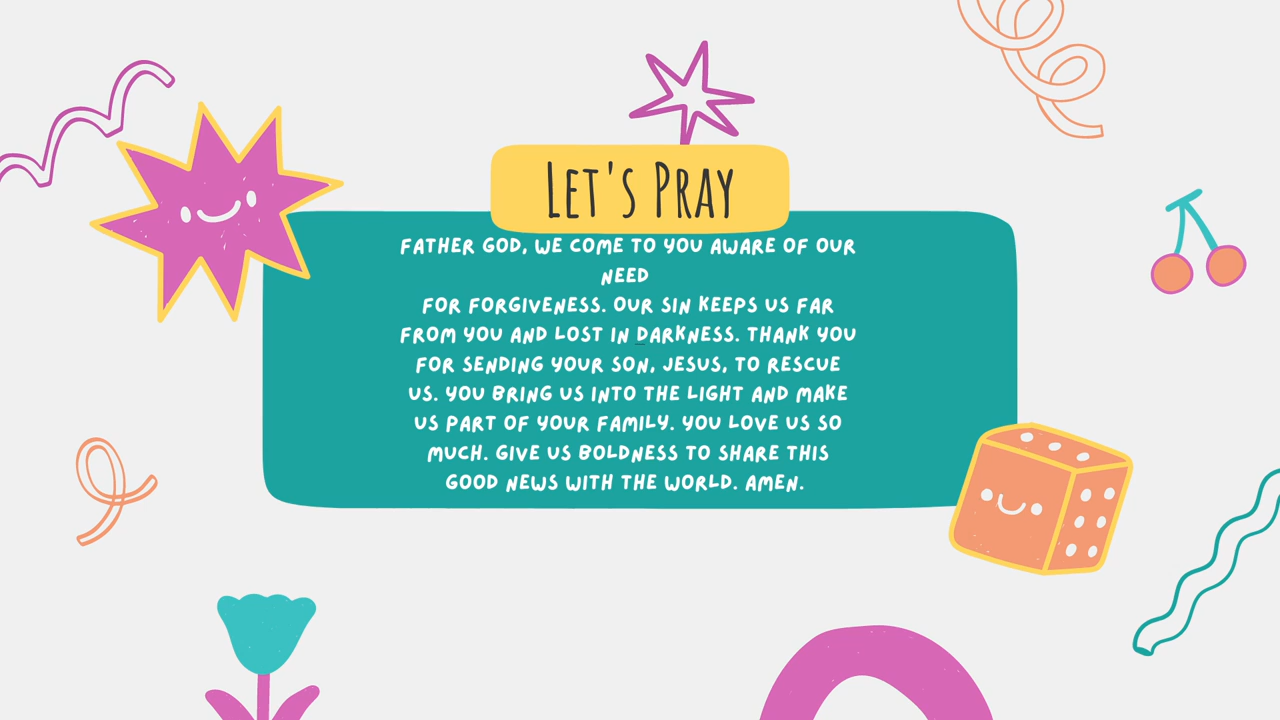 Let's Pray
FATHER GOD, WE COME TO YOU AWARE OF OUR
NEED
FOR FORGIVENESS. OUR SIN KEEPS US FAR
FROM YOU AND LOST IN DARKNESS. THANK YOU
FOR SENDING YOUR SON, JESUS, TO RESCUE
US. YOU BRING US INTO THE LIGHT AND MAKE
US PART OF YOUR FAMILY. YOU LOVE US SO
MUCH. GIVE US BOLDNESS TO SHARE THIS
GOOD NEWS WITH THE WORLD. AMEN.